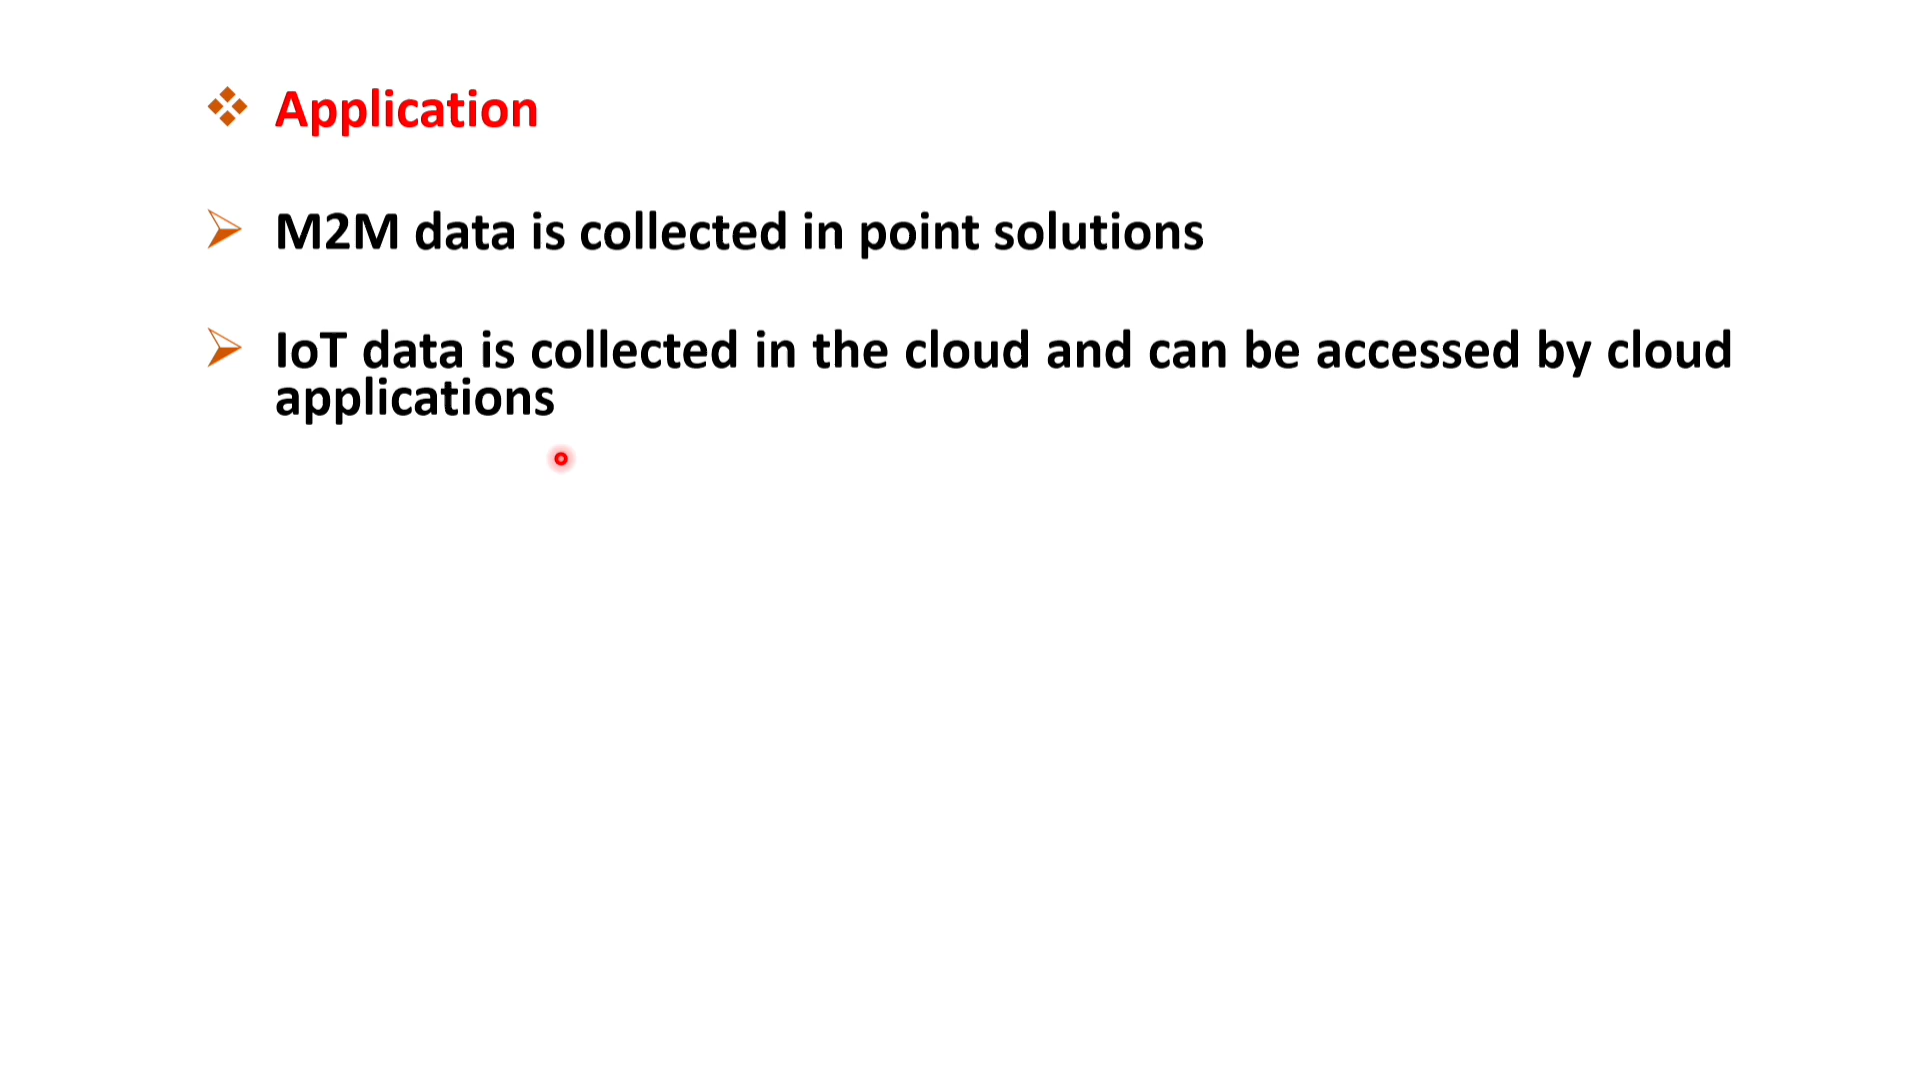 Application
M2M data is collected in point solutions
IoT data is collected in the cloud and can be accessed by cloud
applications